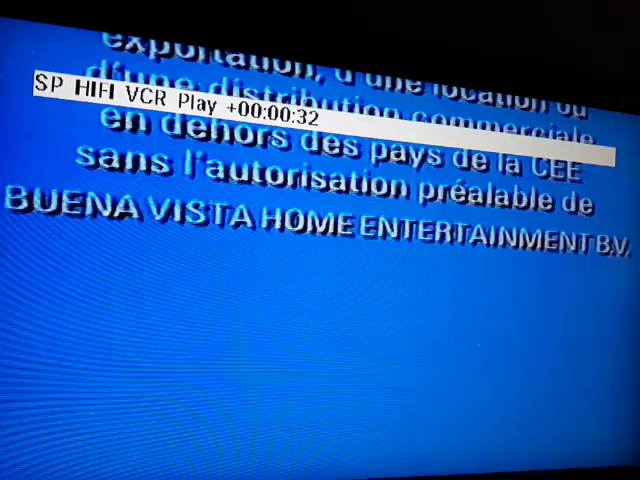 exportation, d'une location ou
d'une distribution commerciale
SP HIFI VCR Play +00:00:32
en dehors des pays de la CEE
sans l'autorisation préalable de
BUENA VISTA HOME ENTERTAINMENT B.V.